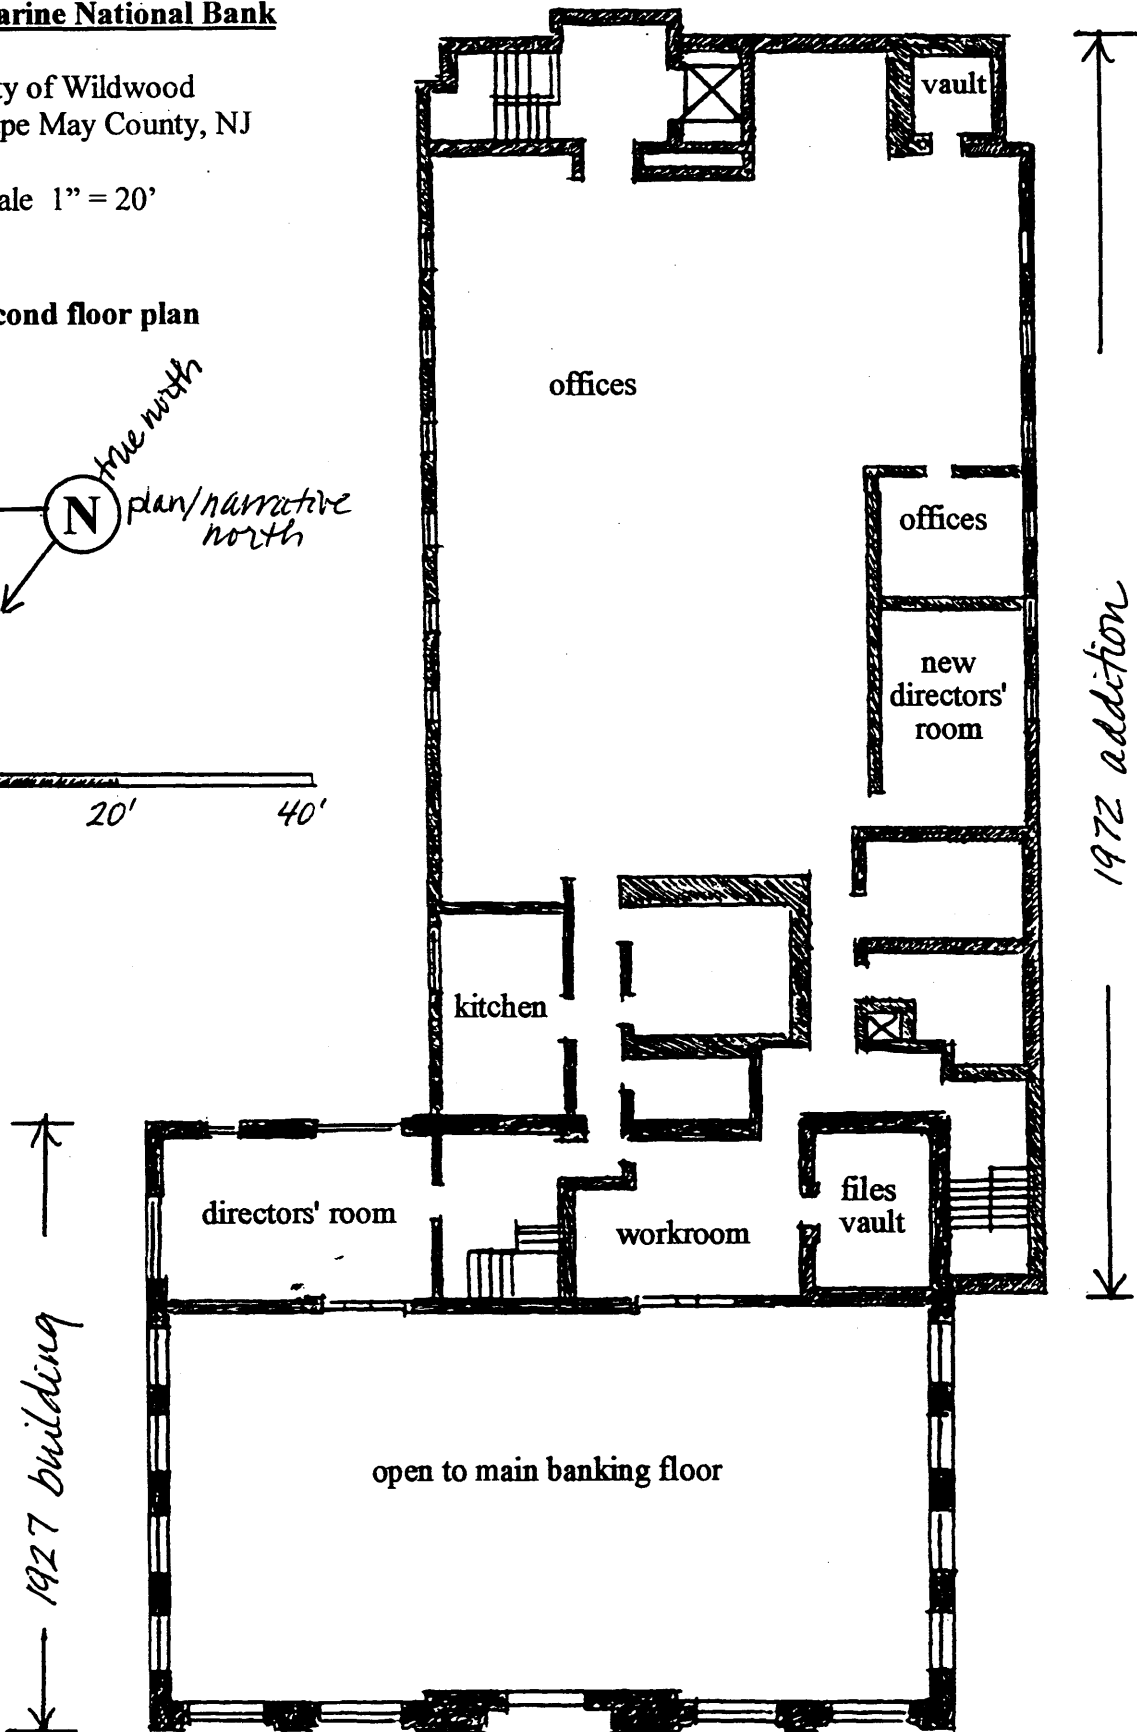 arine National Bank
ty of Wildwood
pe May County, NJ
ale 1” = 20’
cond floor plan
true north
N
plan/narrative
north
20'
40'
vault
offices
offices
new
directors'
room
1972 addition
kitchen
directors' room
workroom
files
vault
1927 building
open to main banking floor